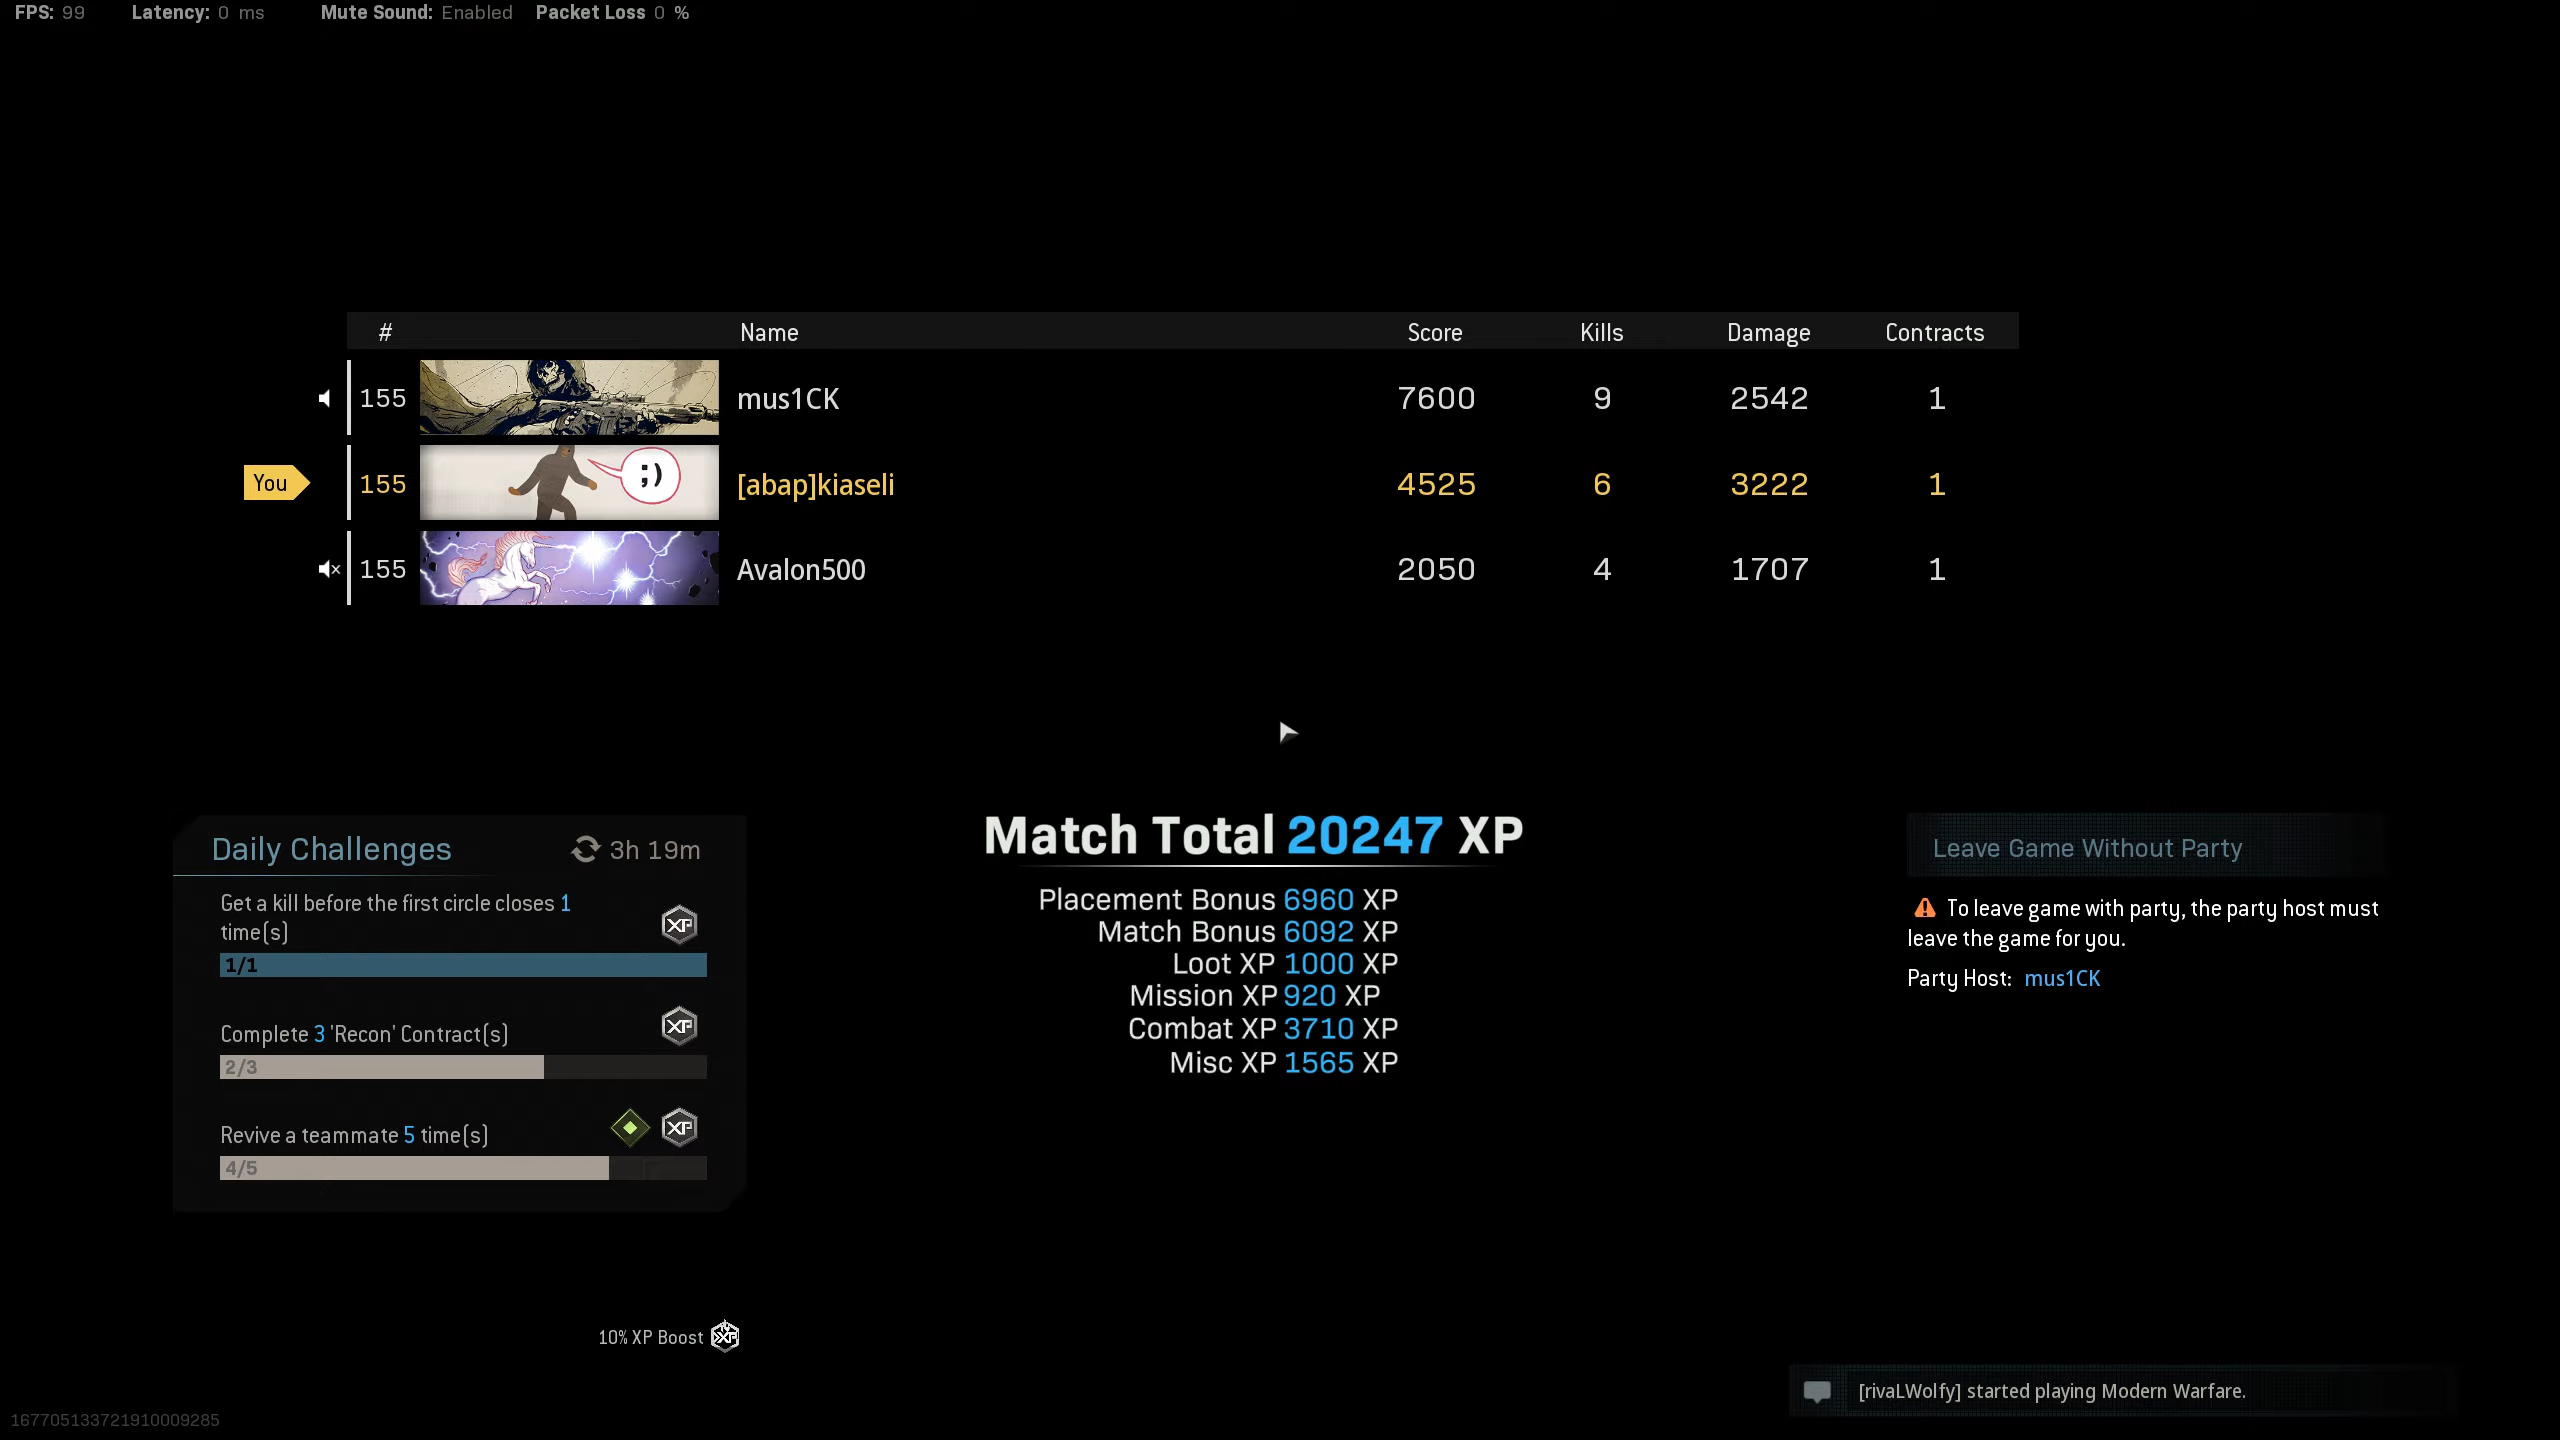 FPS: 99 Latency: 0 ms Mute Sound: Enabled Packet Loss 0 %
# Name Score Kills Damage Contracts
155 mus1CK 7600 9 2542 1
You 155 ;) [abap]kiaseli 4525 6 3222 1
155 Avalon500 2050 4 1707 1
Daily Challenges 3h 19m
Get a kill before the first circle closes 1
time(s)
XP
1/1
Complete 3 'Recon' Contract(s) XP
2/3
Revive a teammate 5 time(s) XP
4/5
10% XP Boost XP
Match Total 20247 XP
Placement Bonus 6960 XP
Match Bonus 6092 XP
Loot XP 1000 XP
Mission XP 920 XP
Combat XP 3710 XP
Misc XP 1565 XP
Leave Game Without Party
To leave game with party, the party host must
leave the game for you.
Party Host: mus1CK
[rivaLWolfy] started playing Modern Warfare.
167705133721910009285